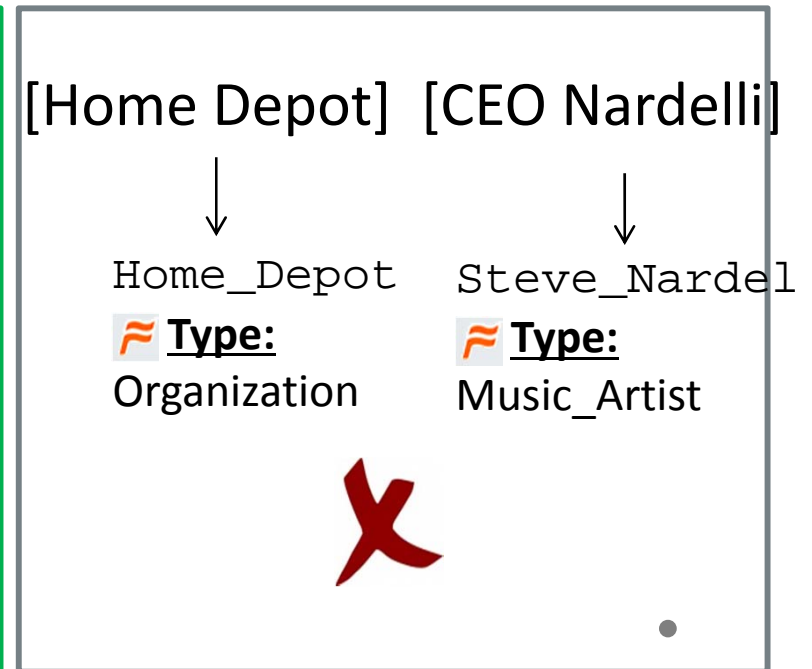 [Home Depot] [CEO Nardelli]
Home_Depot Steve_Nardel
Type: Type:
Organization Music_Artist